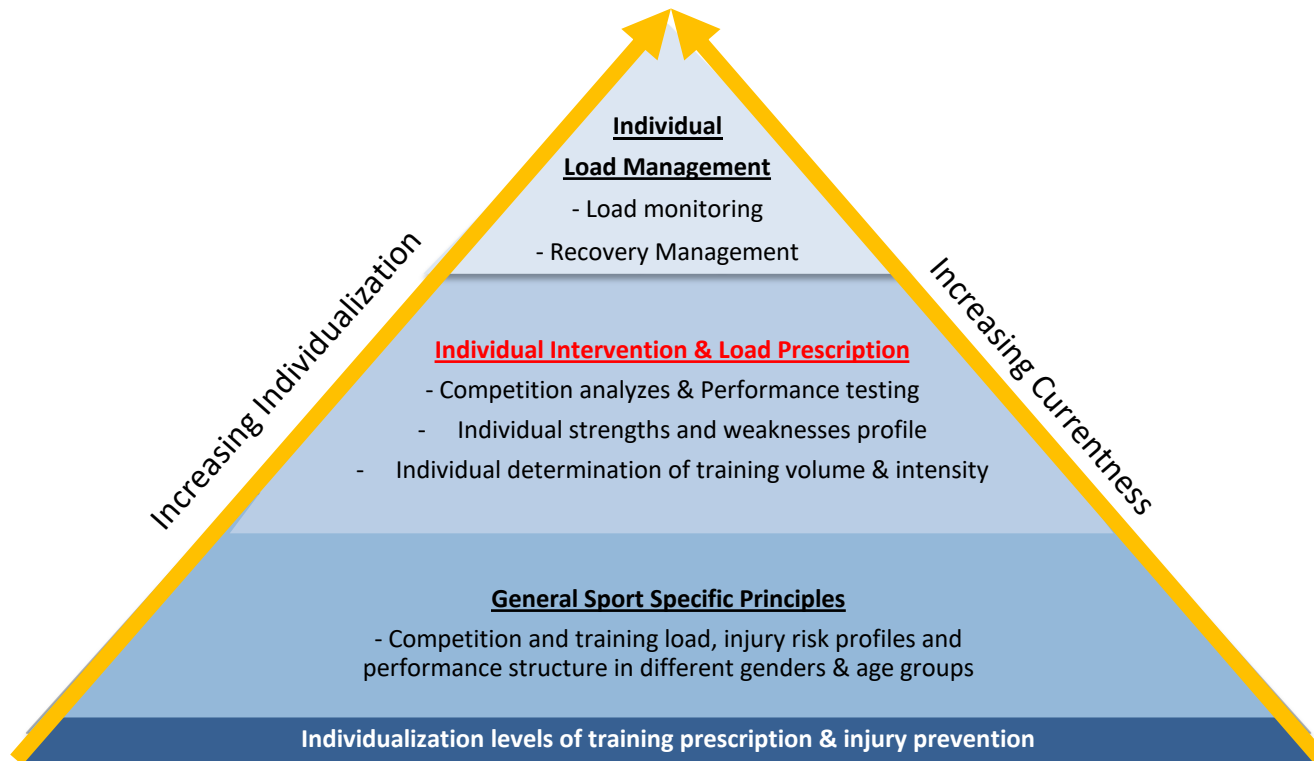 Individual
Load Management
- Load monitoring
- Recovery Management
Increasing Individualization
Increasing Currentness
Individual Intervention & Load Prescription
- Competition analyzes & Performance testing
- Individual strengths and weaknesses profile
- Individual determination of training volume & intensity
General Sport Specific Principles
- Competition and training load, injury risk profiles and
performance structure in different genders & age groups
Individualization levels of training prescription & injury prevention